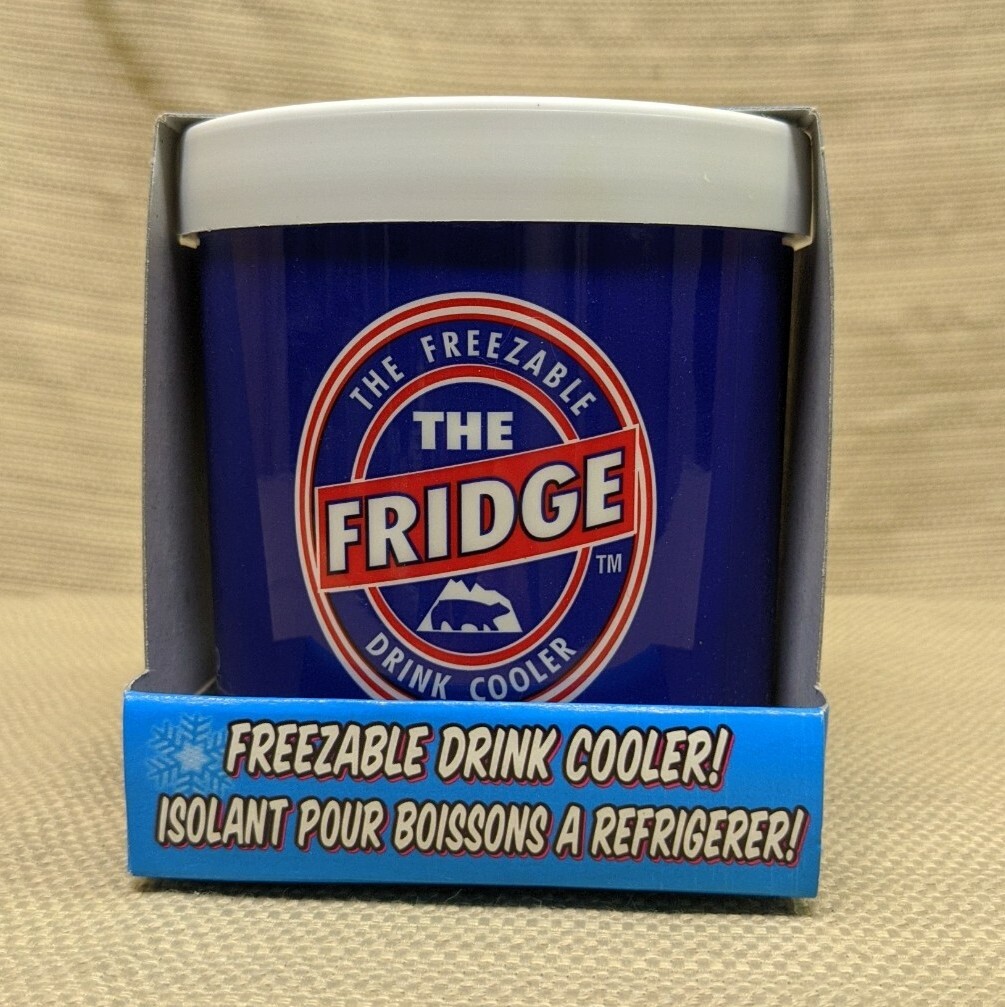 THE FREEZABLE
THE
FRIDGE
TM
DRINK COOLER
FREEZABLE DRINK COOLER!
ISOLANT POUR BOISSONS A REFRIGERER!